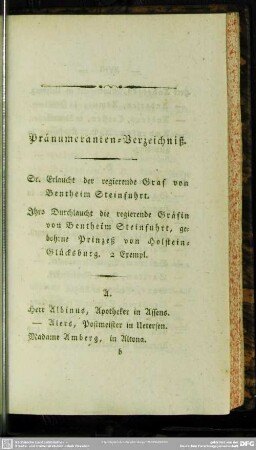 Pränumeranten-Verzeichniß.
Se. Erlaucht der regierende Graf von
Bentheim Steinfuhrt.
Ihro Durchlaucht die regierende Gräfin
von Bentheim Steinfuhrt, ge-
bohrne Prinzeß von Holstein-
Glücksburg. 2 Exempl.
A.
Herr Albinus, Apotheker in Assens.
— Alers, Postmeister in Uetersen.
Madame Amberg, in Altona.
b